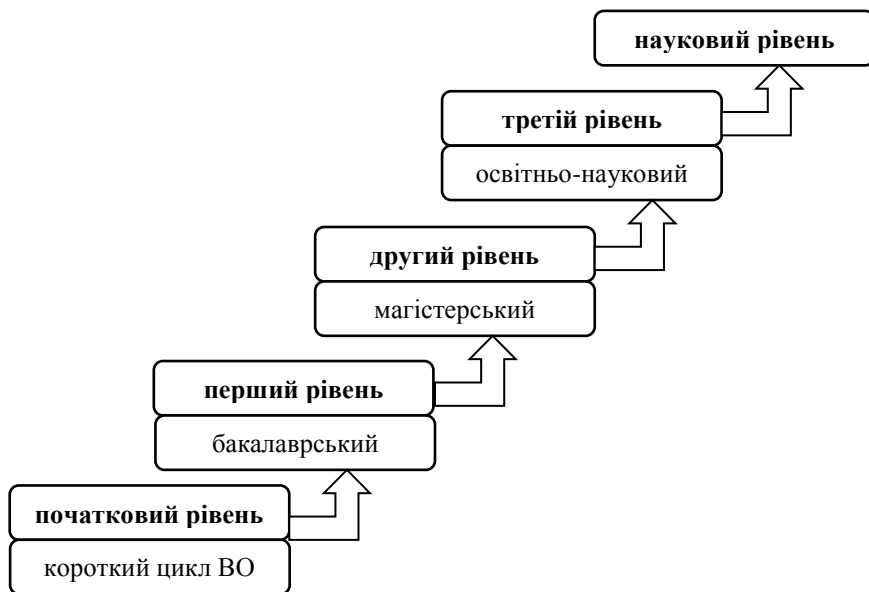 науковий рівень
третій рівень
освітньо-науковий
другий рівень
магістерський
перший рівень
бакалаврський
початковий рівень
короткий цикл ВО